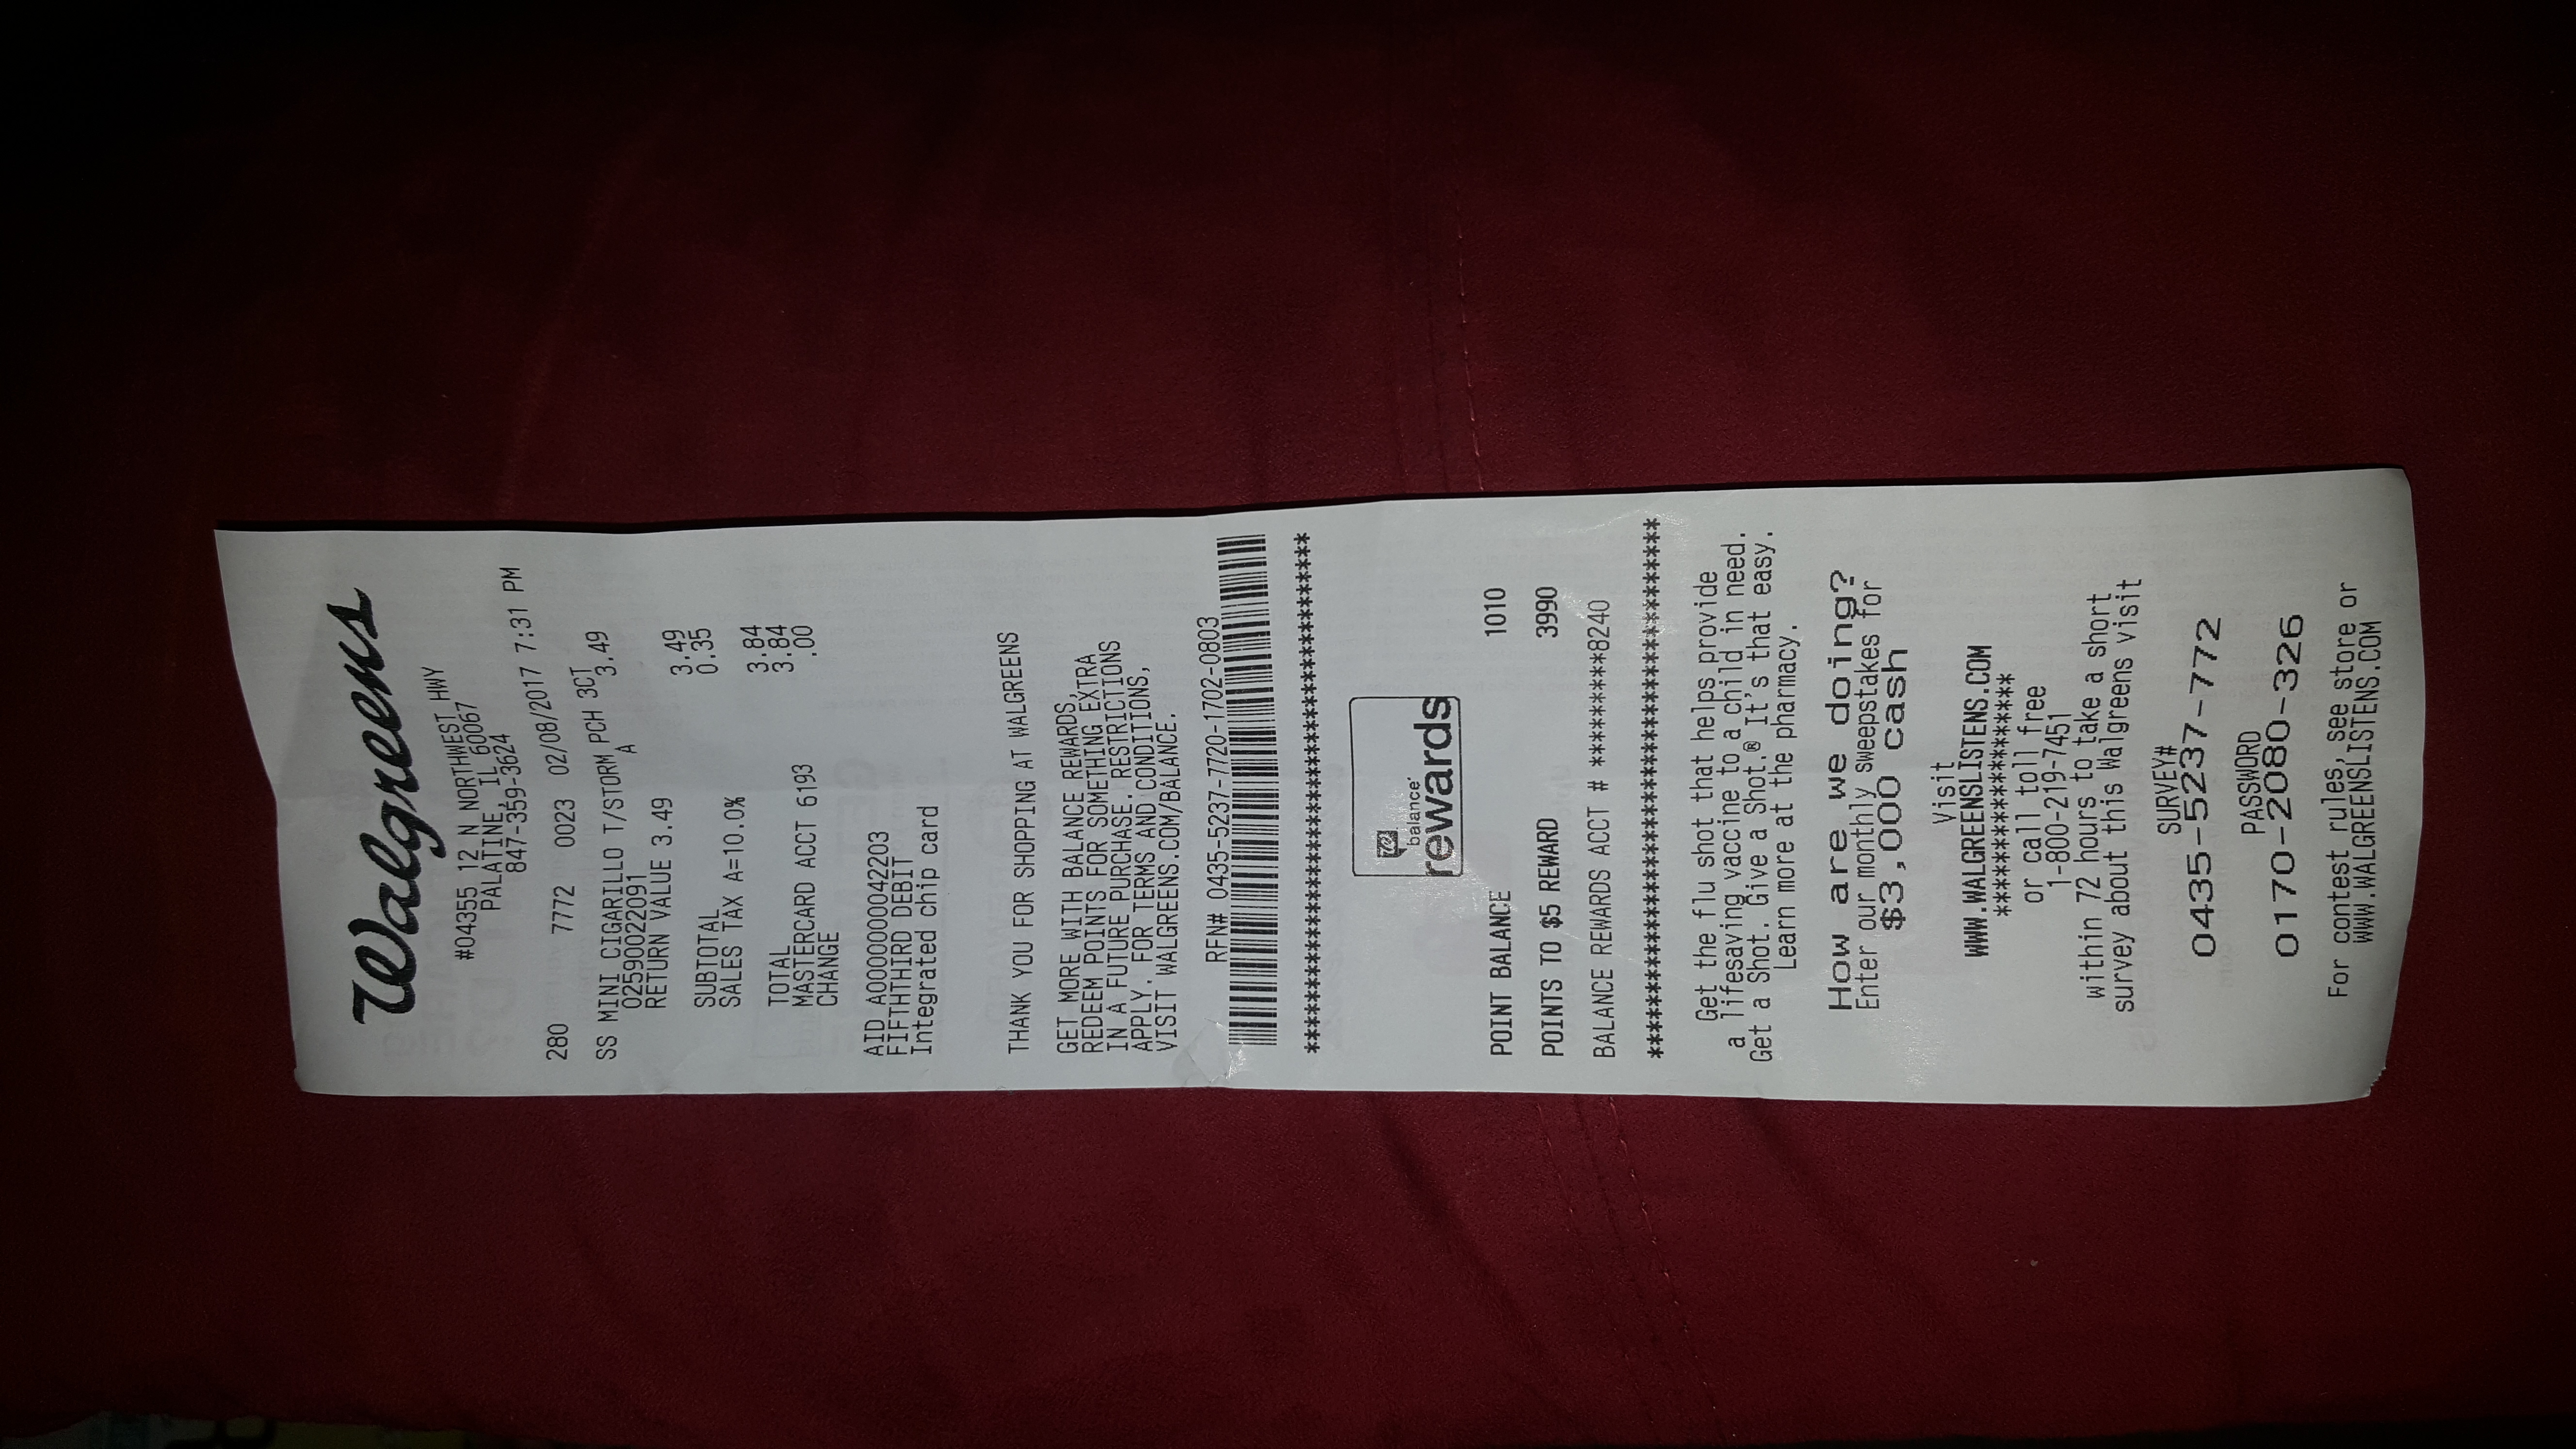 Walgreens
#04355 12 N NORTHWEST HWY
PALATINE, IL 60067
847-359-3624
280 7772 0023 02/08/2017 7:31 PM
SS MINI CIGARILLO T/STORM PCH 3CT
02590022091 A 3.49
RETURN VALUE 3.49
SUBTOTAL 3.49
SALES TAX A=10.0% 0.35
TOTAL 3.84
MASTERCARD ACCT 6193 3.84
CHANGE .00
AID A0000000042203
FIFTHTHIRD DEBIT
Integrated chip card
THANK YOU FOR SHOPPING AT WALGREENS
GET MORE WITH BALANCE REWARDS,
REDEEM POINTS FOR SOMETHING EXTRA
IN A FUTURE PURCHASE. RESTRICTIONS
APPLY. FOR TERMS AND CONDITIONS,
VISIT WALGREENS.COM/BALANCE.
RFN# 0435-5237-7720-1702-0803
*****************************************
W
balance®
rewards
POINT BALANCE 1010
POINTS TO $5 REWARD 3990
BALANCE REWARDS ACCT # *********8240
*****************************************
Get the flu shot that helps provide
a lifesaving vaccine to a child in need.
Get a Shot. Give a Shot.® It's that easy.
Learn more at the pharmacy.
How are we doing?
Enter our monthly sweepstakes for
$3,000 cash
Visit
WWW.WALGREENSLISTENS.COM
*******************
or call toll free
1-800-219-7451
within 72 hours to take a short
survey about this Walgreens visit
SURVEY#
0435-5237-772
PASSWORD
0170-2080-326
For contest rules, see store or
WWW.WALGREENSLISTENS.COM